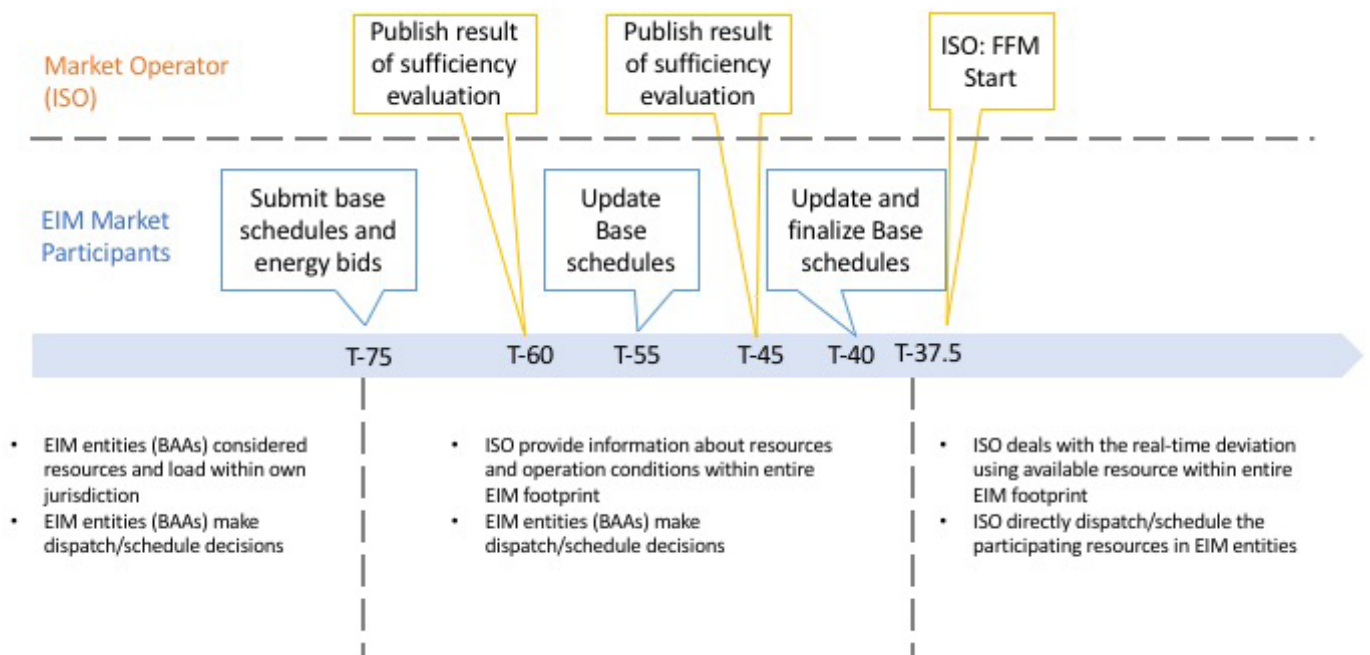 Market Operator
(ISO)
Publish result
of sufficiency
evaluation
Publish result
of sufficiency
evaluation
ISO: FFM
Start
EIM Market
Participants
Submit base
schedules and
energy bids
Update
Base
schedules
Update and
finalize Base
schedules
T-75
T-60
T-55
T-45
T-40
T-37.5
• EIM entities (BAAs) considered
resources and load within own
jurisdiction
• EIM entities (BAAs) make
dispatch/schedule decisions
• ISO provide information about resources
and operation conditions within entire
EIM footprint
• EIM entities (BAAs) make
dispatch/schedule decisions
• ISO deals with the real-time deviation
using available resource within entire
EIM footprint
• ISO directly dispatch/schedule the
participating resources in EIM entities